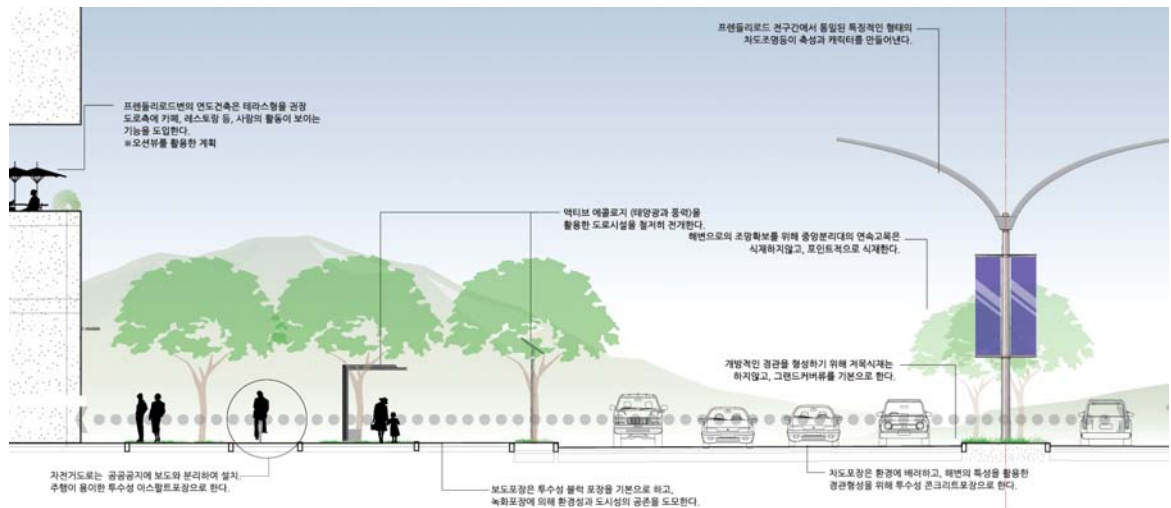 프렌들리로드 전구간에서 통일된 특징적인 형태의
차도조명등이 축성과 캐릭터를 만들어낸다.
프렌들리로드변의 연도건축은 테라스형을 권장
도로측에 카페, 레스토랑 등, 사람의 활동이 보이는
기능을 도입한다.
※오션뷰를 활용한 계획
액티브 에콜로지 (태양광과 풍력)을
활용한 도로시설을 철저히 전개한다.
해변으로의 조망확보를 위해 중앙분리대의 연속고목은
식재하지않고, 포인트적으로 식재한다.
개방적인 경관을 형성하기 위해 저목식재는
하지않고, 그랜드커버류를 기본으로 한다.
자전거도로는 공공공지에 보도와 분리하여 설치.
주행이 용이한 투수성 아스팔트포장으로 한다.
보도포장은 투수성 블럭 포장을 기본으로 하고,
녹화포장에 의해 환경성과 도시성의 공존을 도모한다.
차도포장은 환경에 배려하고, 해변의 특성을 활용한
경관형성을 위해 투수성 콘크리트포장으로 한다.